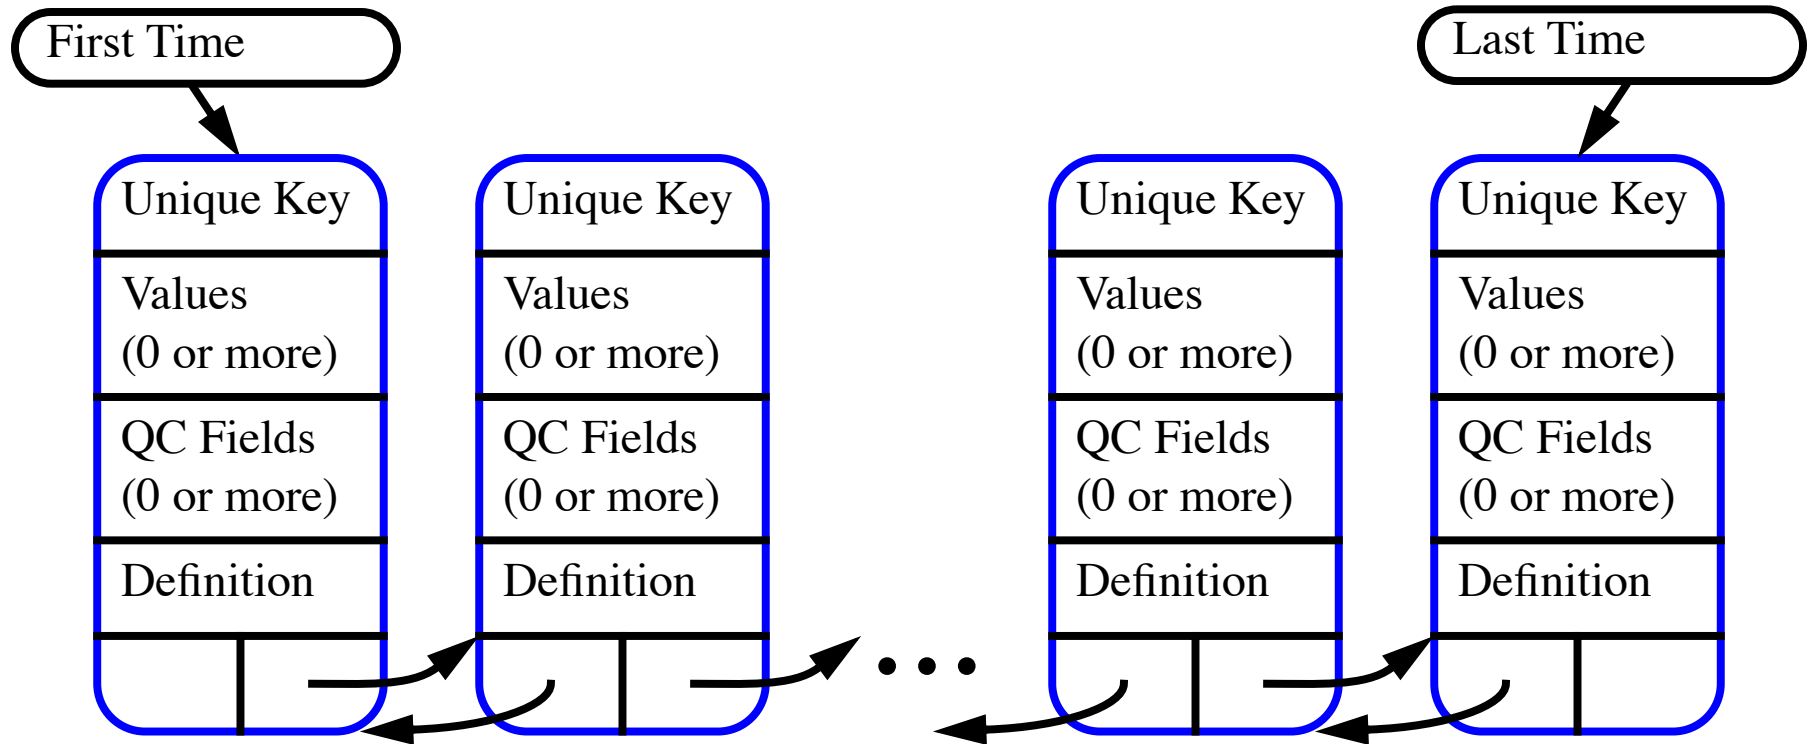 First Time
Last Time
Unique Key
Values
(0 or more)
QC Fields
(0 or more)
Definition
Unique Key
Values
(0 or more)
QC Fields
(0 or more)
Definition
• • •
Unique Key
Values
(0 or more)
QC Fields
(0 or more)
Definition
Unique Key
Values
(0 or more)
QC Fields
(0 or more)
Definition